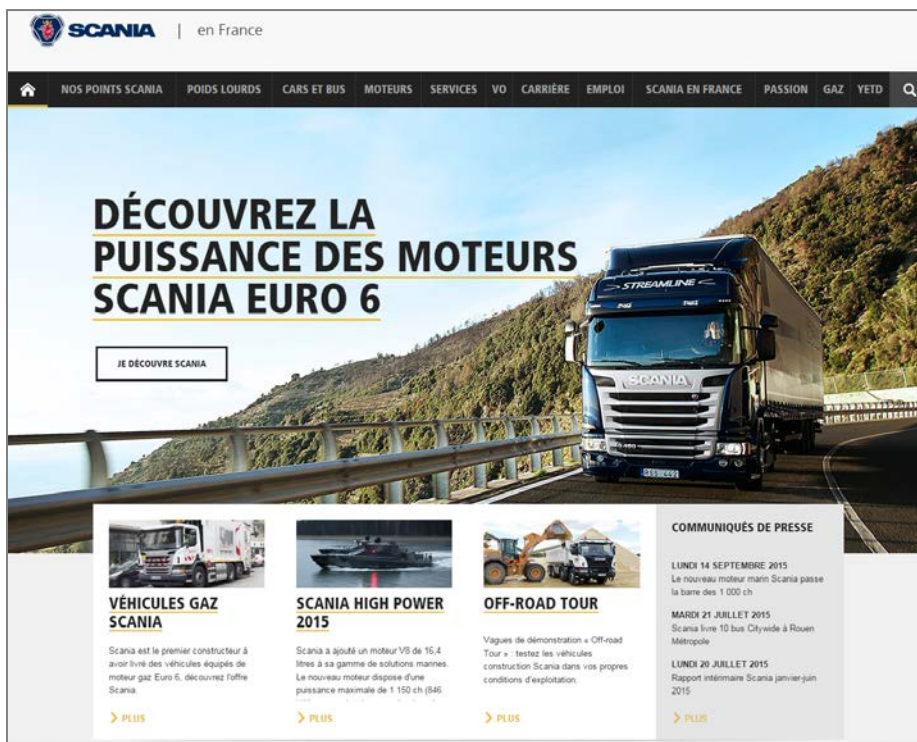 SCANIA | en France
NOS POINTS SCANIA POIDS LOURDS CARS ET BUS MOTEURS SERVICES VO CARRIÈRE EMPLOI SCANIA EN FRANCE PASSION GAZ YETD
DÉCOUVREZ LA
PUISSANCE DES MOTEURS
SCANIA EURO 6
JE DÉCOUVRE SCANIA
STREAMLINE
SCANIA
VÉHICULES GAZ
SCANIA
Scania est le premier constructeur à
avoir livré des véhicules équipés de
moteur gaz Euro 6, découvrez l'offre
Scania.
PLUS
SCANIA HIGH POWER
2015
Scania a ajouté un moteur V8 de 16,4
litres à sa gamme de solutions marines.
Le nouveau moteur dispose d'une
puissance maximale de 1 150 ch (846
PLUS
OFF-ROAD TOUR
Vagues de démonstration « Off-road
Tour » : testez les véhicules
construction Scania dans vos propres
conditions d'exploitation.
PLUS
COMMUNIQUÉS DE PRESSE
LUNDI 14 SEPTEMBRE 2015
Le nouveau moteur marin Scania passe
la barre des 1 000 ch
MARDI 21 JUILLET 2015
Scania livre 10 bus Citywide à Rouen
Métropole
LUNDI 20 JUILLET 2015
Rapport intérimaire Scania janvier-juin
2015
PLUS